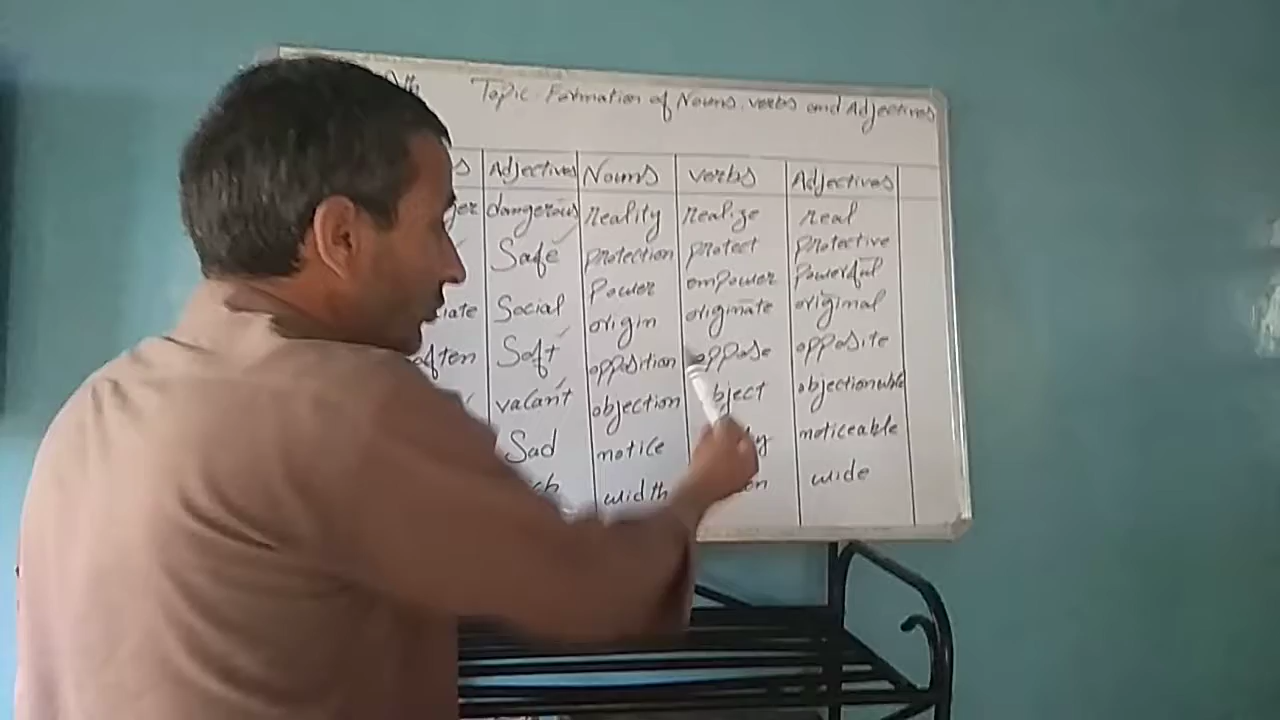 Topic: Formation of Nouns, verbs and Adjectives
Adjectives Nouns verbs Adjectives
dangerous reality realize real
Safe protection protect protective
Power empower Powerful
Social origin originate original
Soft opposition oppose opposite
vacant objection object objectionable
Sad notice noticeable
width wide